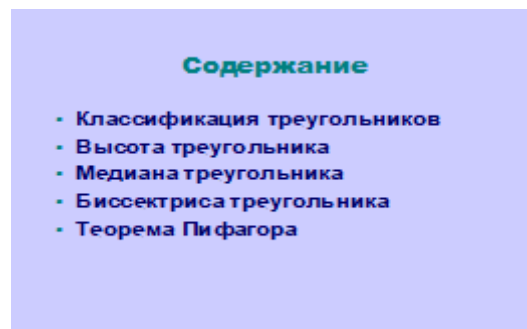 Содержание
Классификация треугольников
Высота треугольника
Медиана треугольника
Биссектриса треугольника
Теорема Пифагора